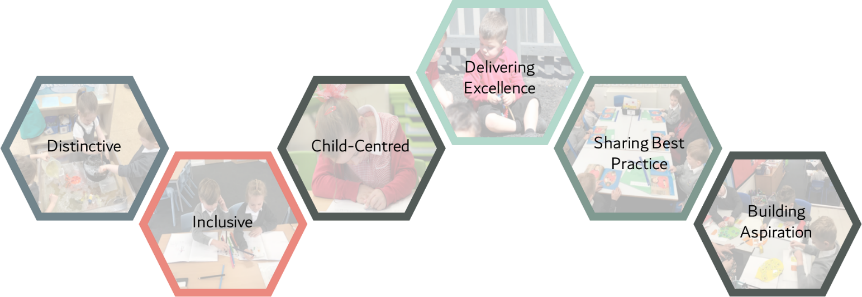 Distinctive
Inclusive
Child-Centred
Delivering
Excellence
Sharing Best
Practice
Building
Aspiration